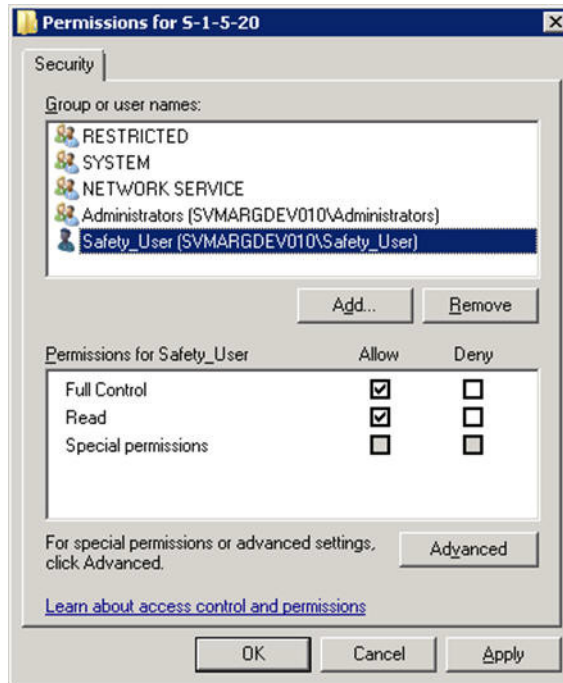 Permissions for S-1-5-20
Security
Group or user names:
RESTRICTED
SYSTEM
NETWORK SERVICE
Administrators (SVMARGDEV010\Administrators)
Safety_User (SVMARGDEV010\Safety_User)
Add... Remove
Permissions for Safety_User Allow Deny
Full Control
Read
Special permissions
For special permissions or advanced settings,
click Advanced.
Advanced
Learn about access control and permissions
OK Cancel Apply